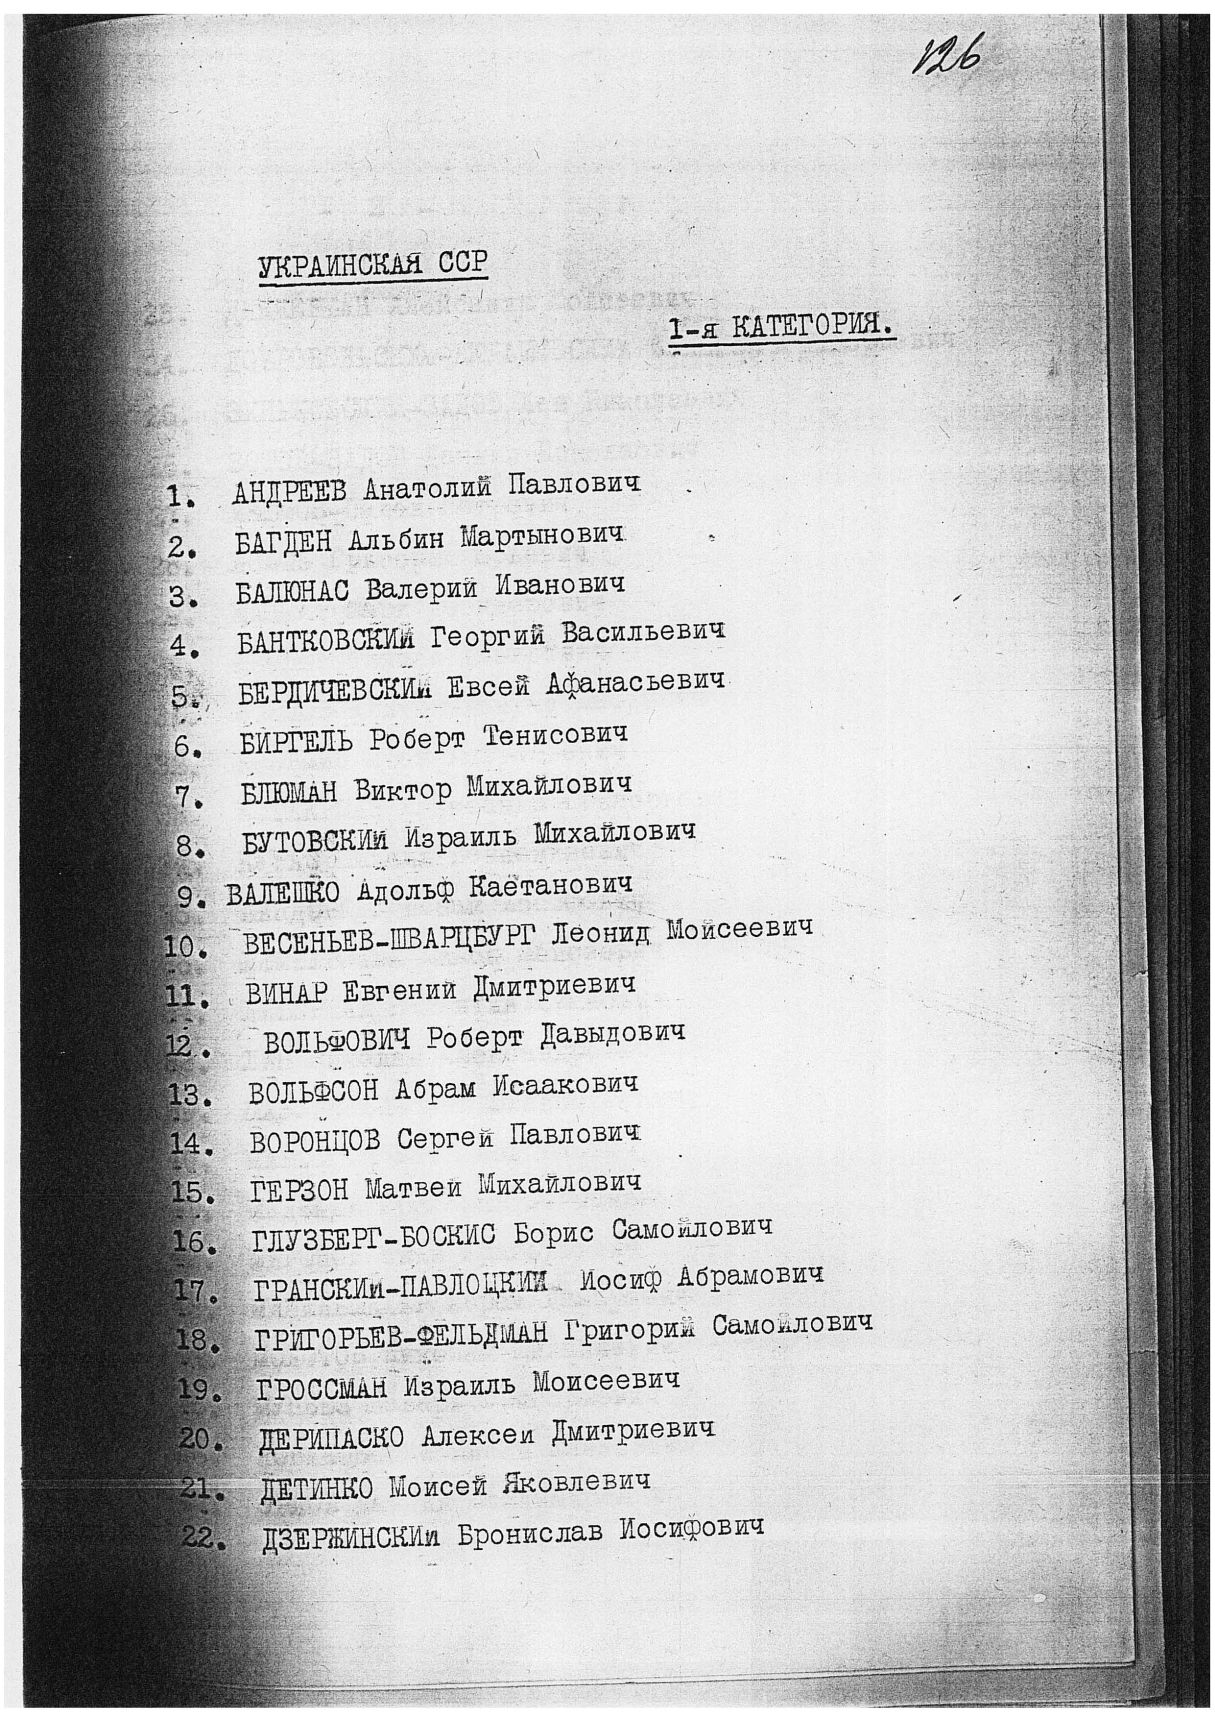 126
УКРАИНСКАЯ ССР
1-я КАТЕГОРИЯ.
1. АНДРЕЕВ Анатолий Павлович
2. БАГДЕН Альбин Мартынович
3. БАЛЮНАС Валерий Иванович
4. БАНТКОВСКИЙ Георгий Васильевич
5. БЕРДИЧЕВСКИЙ Евсей Афанасьевич
6. БИРГЕЛЬ Роберт Тенисович
7. БЛЮМАН Виктор Михайлович
8. БУТОВСКИЙ Израиль Михайлович
9. ВАЛЕШКО Адольф Каетанович
10. ВЕСЕНЬЕВ-ШВАРЦБУРГ Леонид Мойсеевич
11. ВИНАР Евгений Дмитриевич
12. ВОЛЬФОВИЧ Роберт Давыдович
13. ВОЛЬФСОН Абрам Исаакович
14. ВОРОНЦОВ Сергей Павлович
15. ГЕРЗОН Матвей Михайлович
16. ГЛУЗБЕРГ-БОСКИС Борис Самойлович
17. ГРАНСКИЙ-ПАВЛОЦКИЙ Иосиф Абрамович
18. ГРИГОРЬЕВ-ФЕЛЬДМАН Григорий Самойлович
19. ГРОССМАН Израиль Моисеевич
20. ДЕРИПАСКО Алексей Дмитриевич
21. ДЕТИНКО Моисей Яковлевич
22. ДЗЕРЖИНСКИЙ Бронислав Иосифович